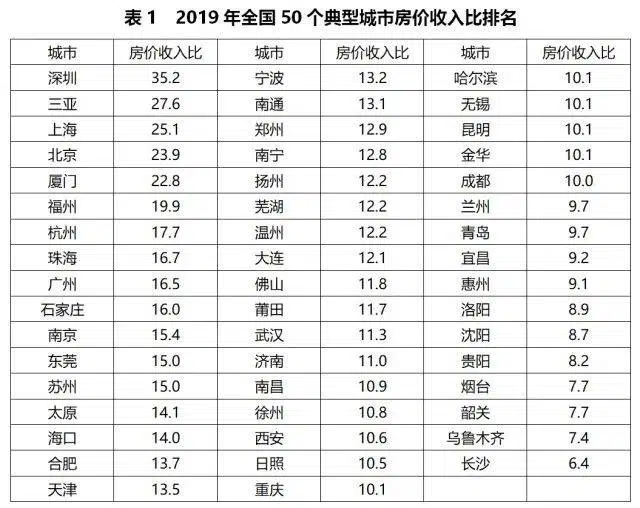 表 1 2019 年全国 50 个典型城市房价收入比排名
城市 房价收入比 城市 房价收入比 城市 房价收入比
深圳 35.2 宁波 13.2 哈尔滨 10.1
三亚 27.6 南通 13.1 无锡 10.1
上海 25.1 郑州 12.9 昆明 10.1
北京 23.9 南宁 12.8 金华 10.1
厦门 22.8 扬州 12.2 成都 10.0
福州 19.9 芜湖 12.2 兰州 9.7
杭州 17.7 温州 12.2 青岛 9.7
珠海 16.7 大连 12.1 宜昌 9.2
广州 16.5 佛山 11.8 惠州 9.1
石家庄 16.0 莆田 11.7 洛阳 8.9
南京 15.4 武汉 11.3 沈阳 8.7
东莞 15.0 济南 11.0 贵阳 8.2
苏州 15.0 南昌 10.9 烟台 7.7
太原 14.1 徐州 10.8 韶关 7.7
海口 14.0 西安 10.6 乌鲁木齐 7.4
合肥 13.7 日照 10.5 长沙 6.4
天津 13.5 重庆 10.1